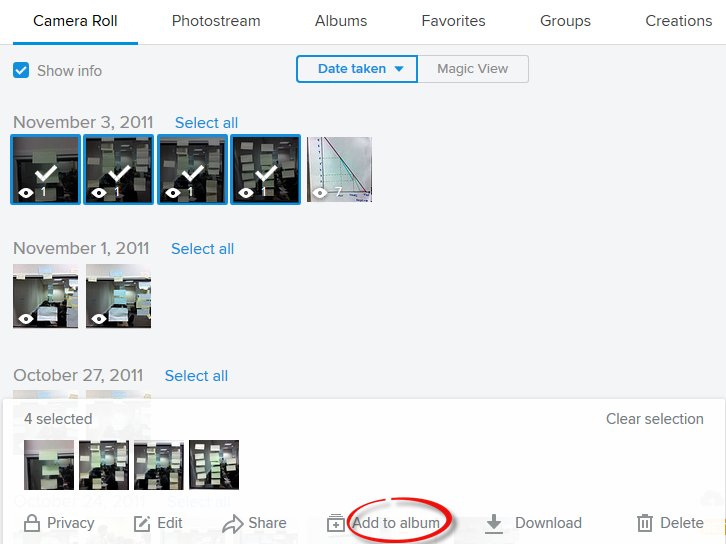 Camera Roll Photostream Albums Favorites Groups Creations
Show info Date taken Magic View
November 3, 2011 Select all
1 1 1 1 7
November 1, 2011 Select all
October 27, 2011 Select all
4 selected Clear selection
Privacy Edit Share Add to album Download Delete